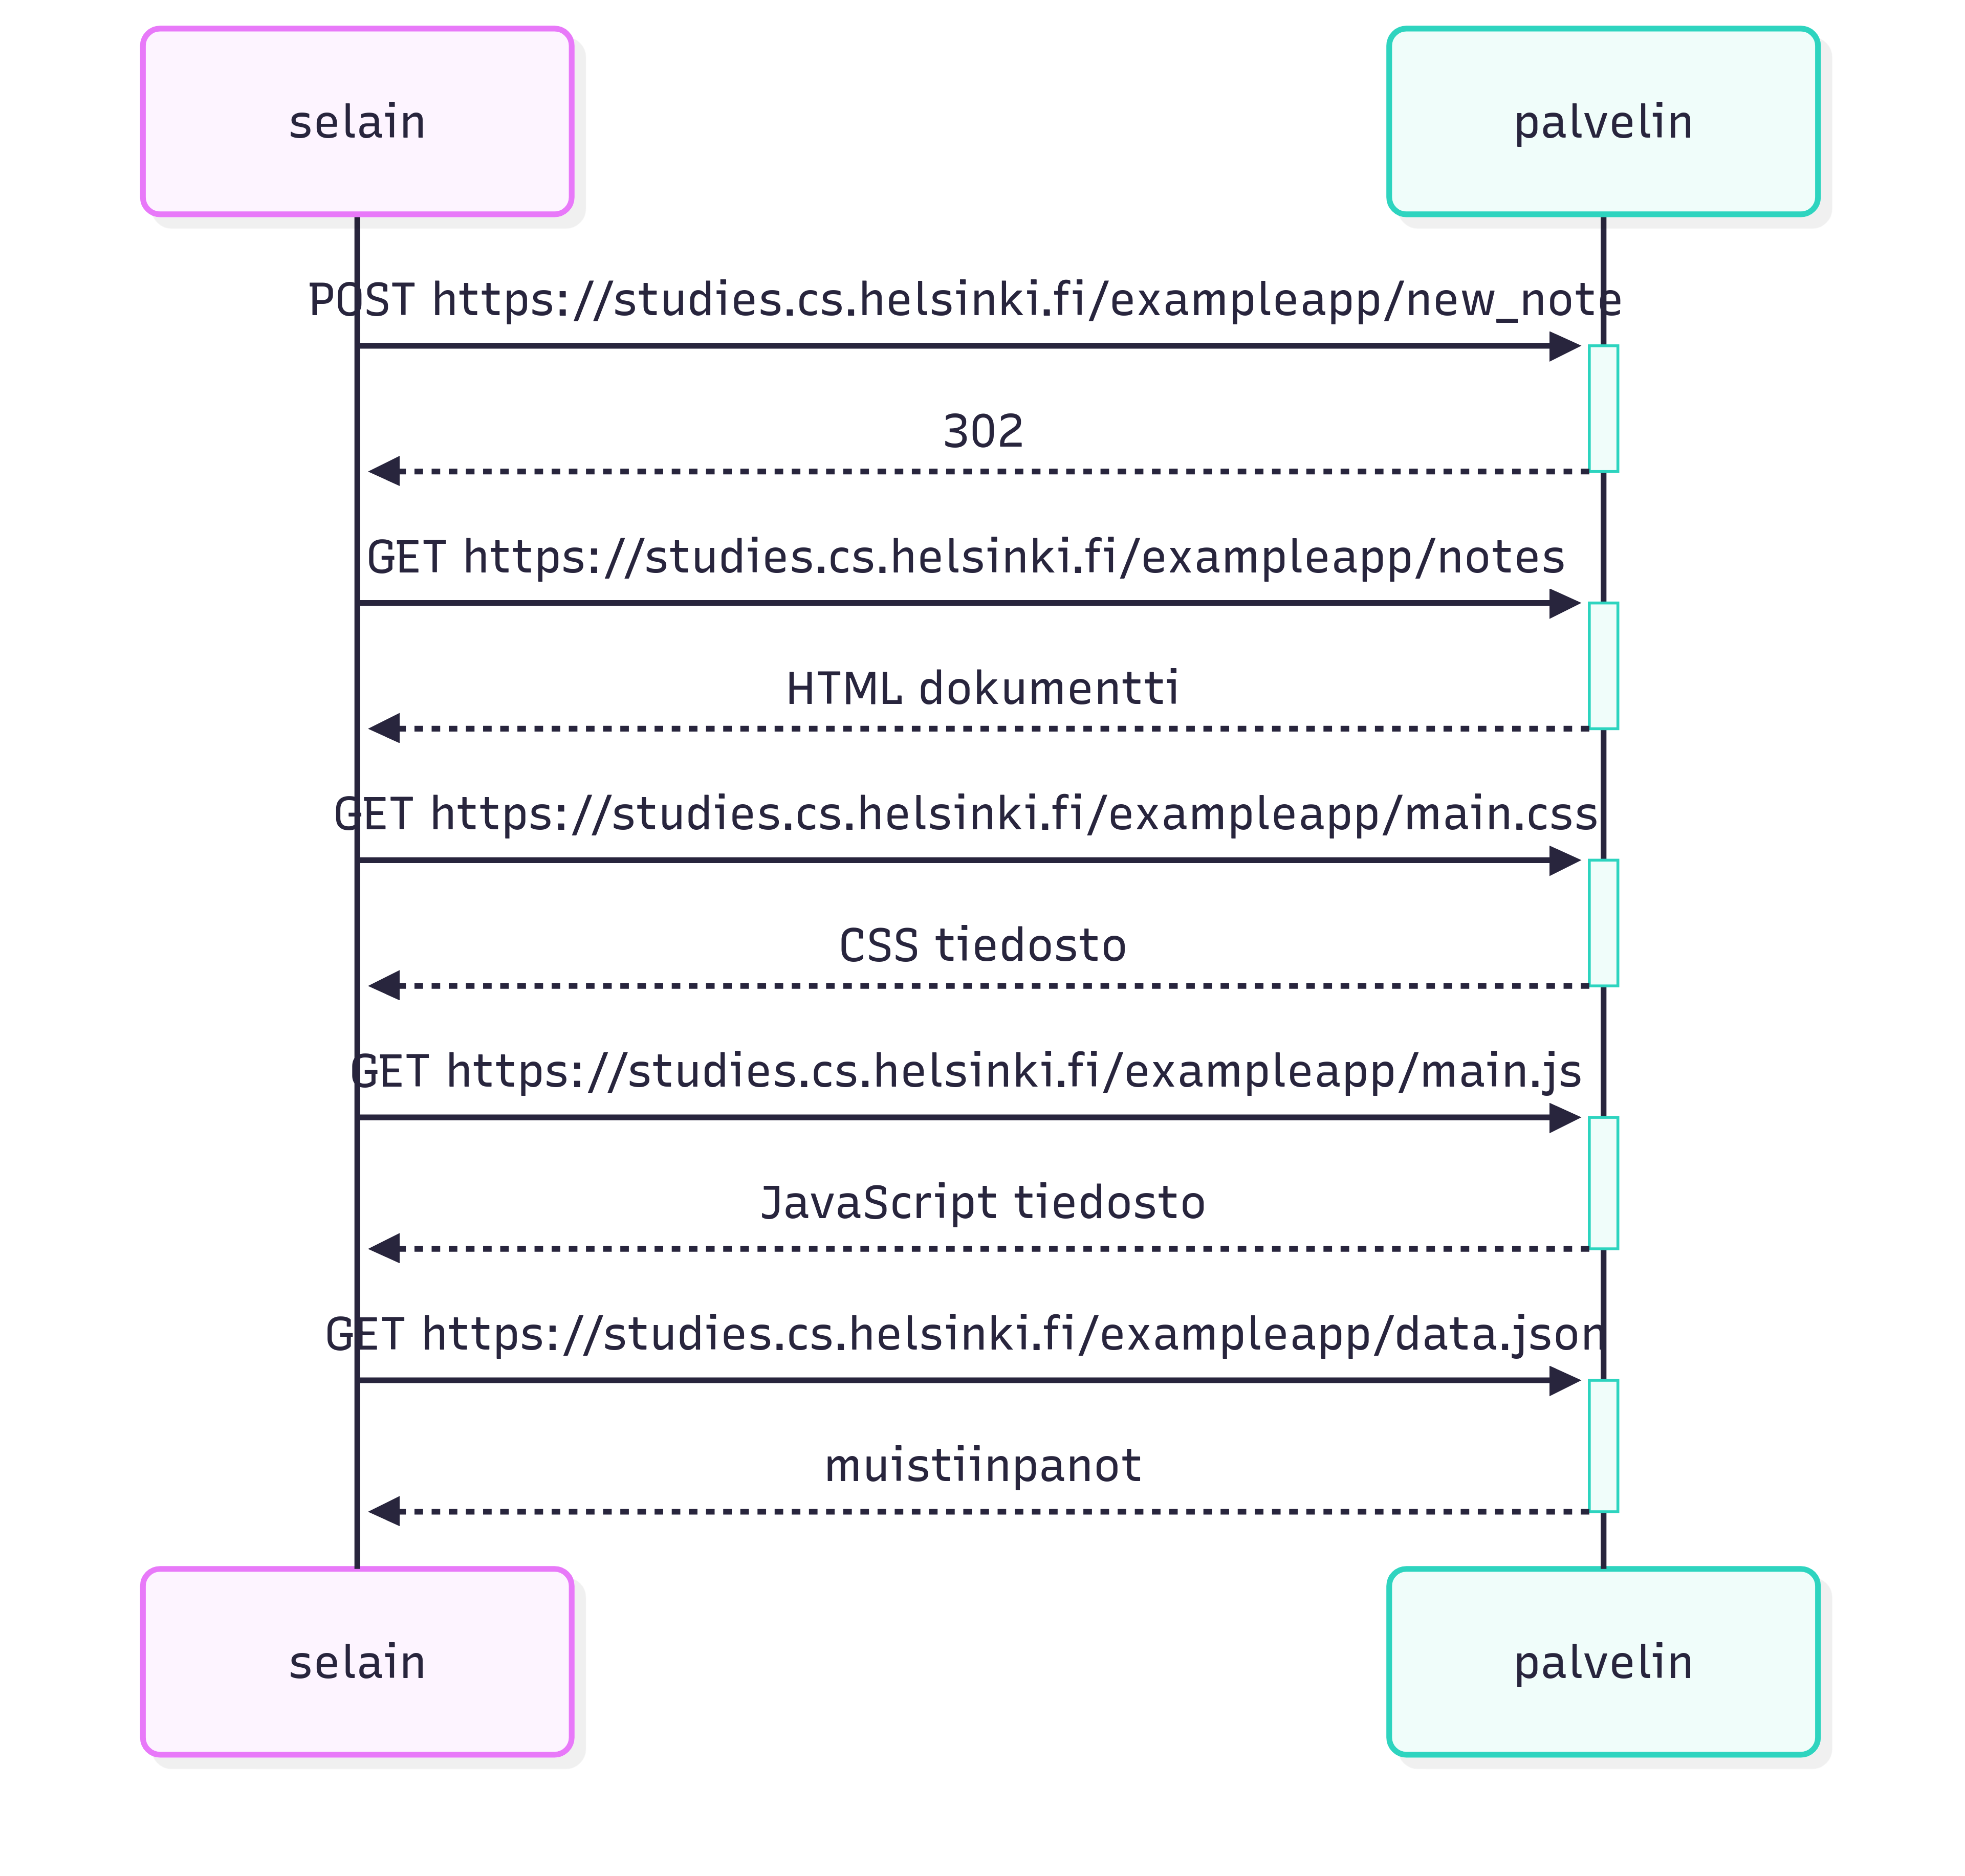 selain
palvelin
POST https://studies.cs.helsinki.fi/exampleapp/new_note
302
GET https://studies.cs.helsinki.fi/exampleapp/notes
HTML dokumentti
GET https://studies.cs.helsinki.fi/exampleapp/main.css
CSS tiedosto
GET https://studies.cs.helsinki.fi/exampleapp/main.js
JavaScript tiedosto
GET https://studies.cs.helsinki.fi/exampleapp/data.json
muistiinpanot
selain
palvelin